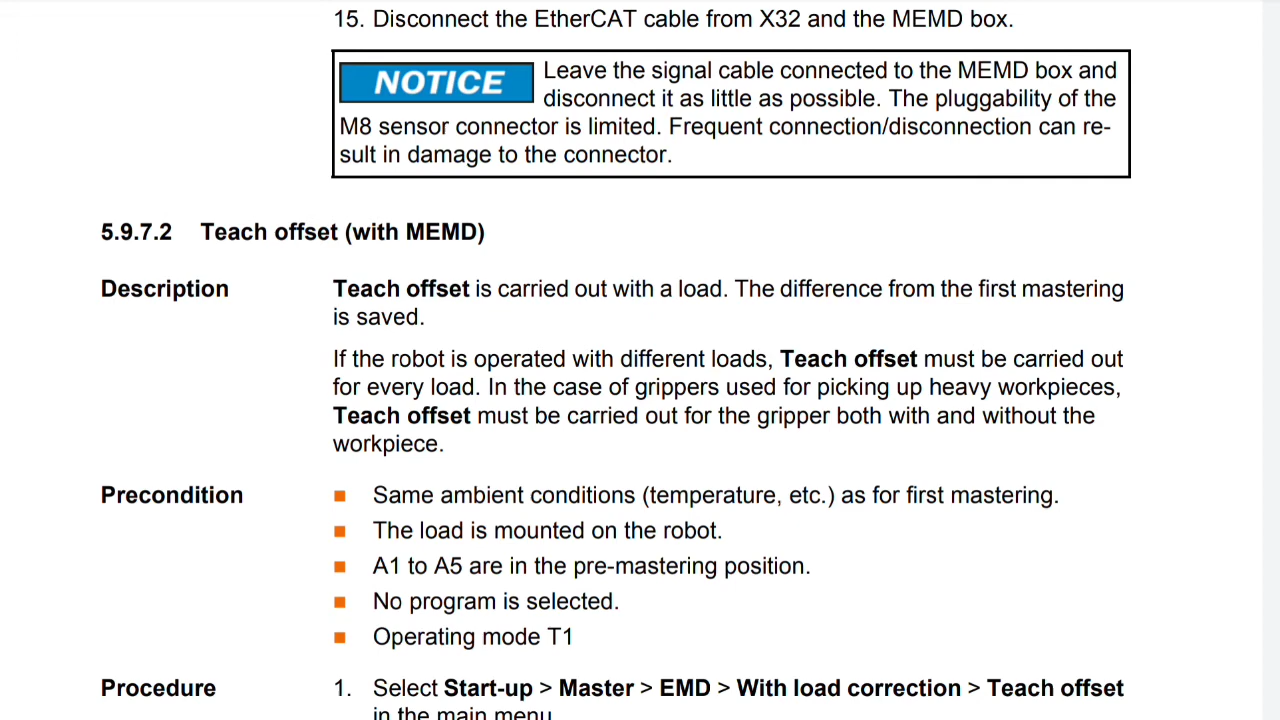 15. Disconnect the EtherCAT cable from X32 and the MEMD box.
NOTICE Leave the signal cable connected to the MEMD box and
disconnect it as little as possible. The pluggability of the
M8 sensor connector is limited. Frequent connection/disconnection can re-
sult in damage to the connector.
5.9.7.2 Teach offset (with MEMD)
Description Teach offset is carried out with a load. The difference from the first mastering
is saved.
If the robot is operated with different loads, Teach offset must be carried out
for every load. In the case of grippers used for picking up heavy workpieces,
Teach offset must be carried out for the gripper both with and without the
workpiece.
Precondition ■ Same ambient conditions (temperature, etc.) as for first mastering.
■ The load is mounted on the robot.
■ A1 to A5 are in the pre-mastering position.
■ No program is selected.
■ Operating mode T1
Procedure 1. Select Start-up > Master > EMD > With load correction > Teach offset
in the main menu